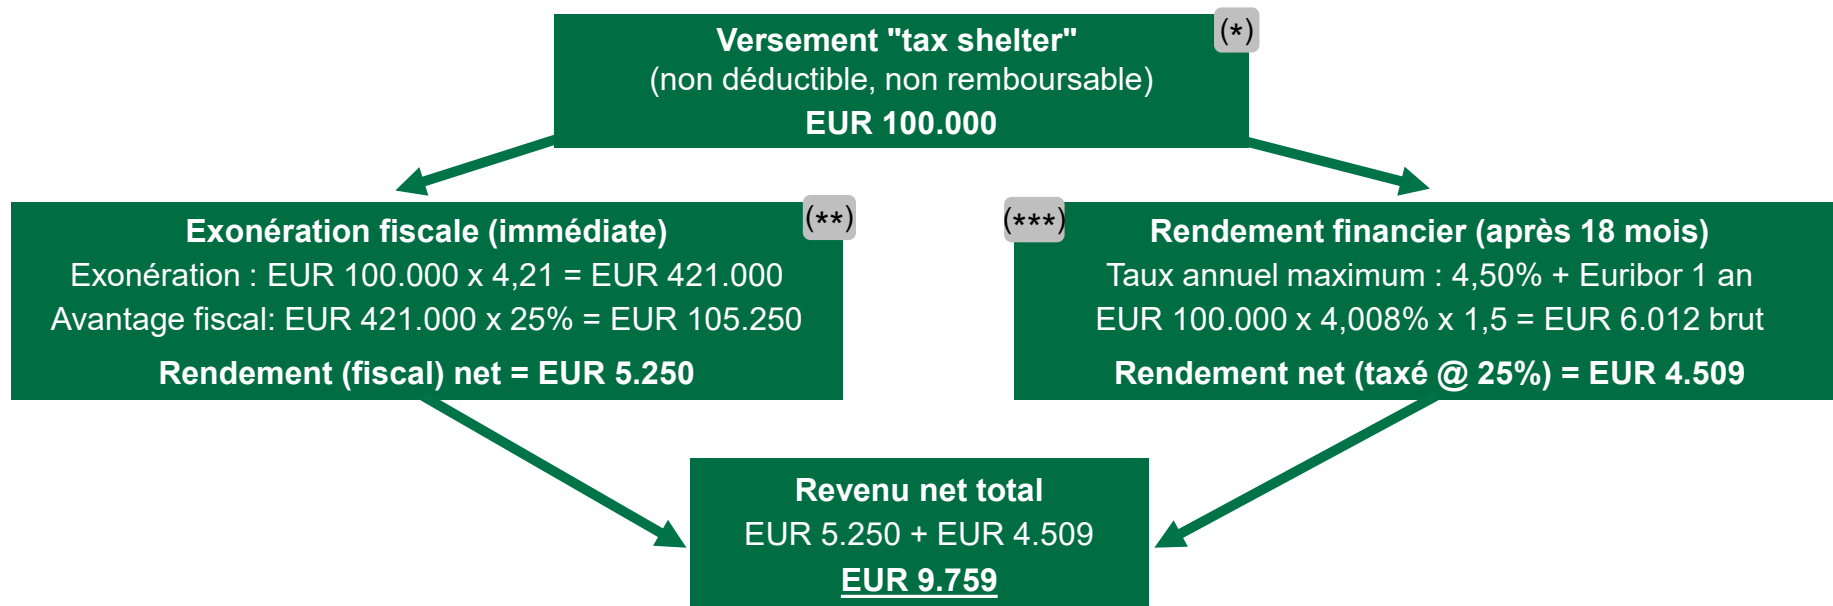 Versement "tax shelter"
(*)
(non déductible, non remboursable)
EUR 100.000
Exonération fiscale (immédiate)
(**)
Exonération : EUR 100.000 x 4,21 = EUR 421.000
Avantage fiscal: EUR 421.000 x 25% = EUR 105.250
Rendement (fiscal) net = EUR 5.250
(***)
Rendement financier (après 18 mois)
Taux annuel maximum : 4,50% + Euribor 1 an
EUR 100.000 x 4,008% x 1,5 = EUR 6.012 brut
Rendement net (taxé @ 25%) = EUR 4.509
Revenu net total
EUR 5.250 + EUR 4.509
EUR 9.759